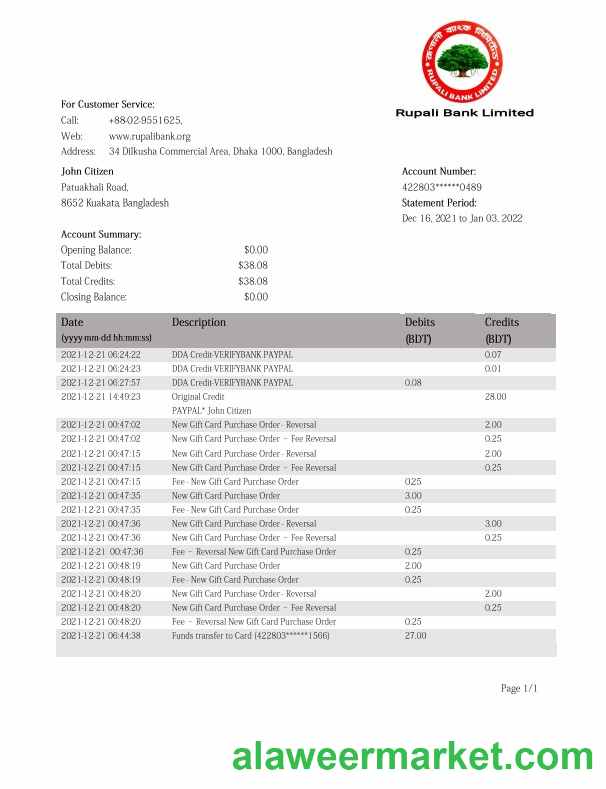 রূপালী ব্যাংক লিমিটেড
RUPALI BANK LIMITED
Rupali Bank Limited
For Customer Service:
Call: +88-02-9551625,
Web: www.rupalibank.org
Address: 34 Dilkusha Commercial Area, Dhaka 1000, Bangladesh
John Citizen Account Number:
Patuakhali Road, 422803******0489
8652 Kuakata, Bangladesh Statement Period:
Dec 16, 2021 to Jan 03, 2022
Account Summary:
Opening Balance: $0.00
Total Debits: $38.08
Total Credits: $38.08
Closing Balance: $0.00
Date Description Debits Credits
(yyyy-mm-dd hh:mm:ss) (BDT) (BDT)
2021-12-21 06:24:22 DDA Credit-VERIFYBANK PAYPAL 0.07
2021-12-21 06:24:23 DDA Credit-VERIFYBANK PAYPAL 0.01
2021-12-21 06:27:57 DDA Credit-VERIFYBANK PAYPAL 0.08
2021-12-21 14:49:23 Original Credit 28.00
PAYPAL* John Citizen
2021-12-21 00:47:02 New Gift Card Purchase Order - Reversal 2.00
2021-12-21 00:47:02 New Gift Card Purchase Order – Fee Reversal 0.25
2021-12-21 00:47:15 New Gift Card Purchase Order - Reversal 2.00
2021-12-21 00:47:15 New Gift Card Purchase Order – Fee Reversal 0.25
2021-12-21 00:47:15 Fee - New Gift Card Purchase Order 0.25
2021-12-21 00:47:35 New Gift Card Purchase Order 3.00
2021-12-21 00:47:35 Fee - New Gift Card Purchase Order 0.25
2021-12-21 00:47:36 New Gift Card Purchase Order - Reversal 3.00
2021-12-21 00:47:36 New Gift Card Purchase Order – Fee Reversal 0.25
2021-12-21 00:47:36 Fee – Reversal New Gift Card Purchase Order 0.25
2021-12-21 00:48:19 New Gift Card Purchase Order 2.00
2021-12-21 00:48:19 Fee - New Gift Card Purchase Order 0.25
2021-12-21 00:48:20 New Gift Card Purchase Order - Reversal 2.00
2021-12-21 00:48:20 New Gift Card Purchase Order – Fee Reversal 0.25
2021-12-21 00:48:20 Fee – Reversal New Gift Card Purchase Order 0.25
2021-12-21 06:44:38 Funds transfer to Card (422803******1566) 27.00
Page 1/1
alaweermarket.com